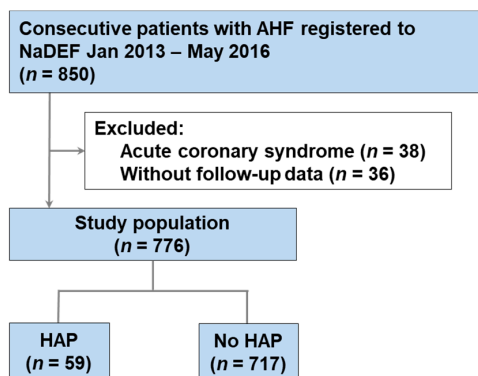 Consecutive patients with AHF registered to
NaDEF Jan 2013 – May 2016
(n = 850)
Excluded:
Acute coronary syndrome (n = 38)
Without follow-up data (n = 36)
Study population
(n = 776)
HAP
(n = 59)
No HAP
(n = 717)